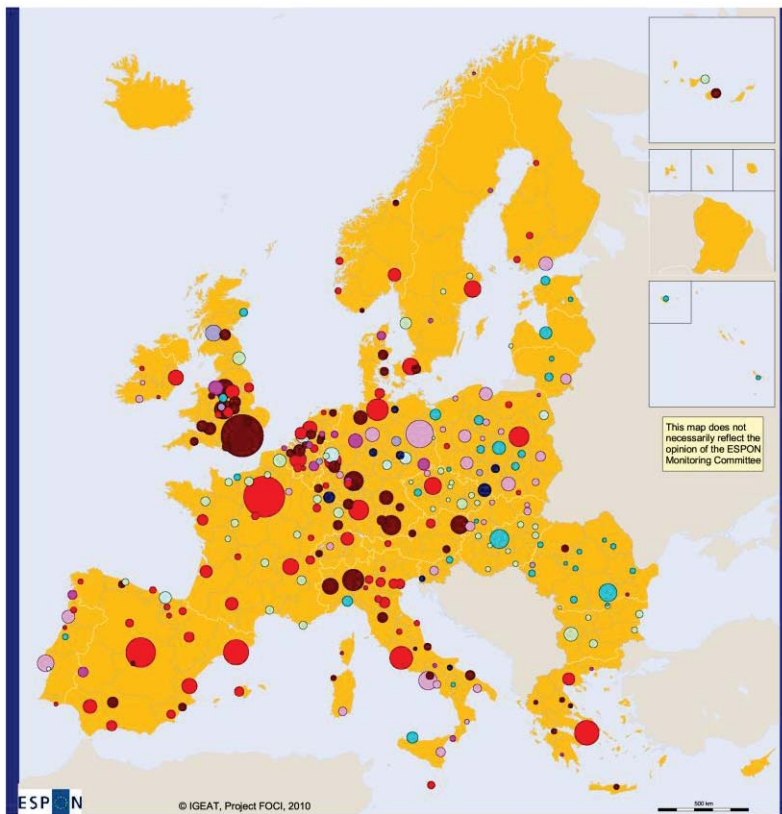 This map does not
necessarily reflect the
opinion of the ESPON
Monitoring Committee
ESPON
© IGEAT, Project FOCI, 2010
500 km